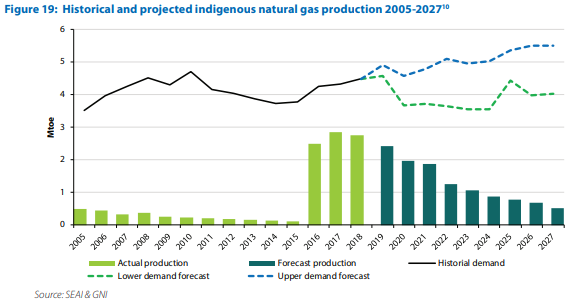 Figure 19: Historical and projected indigenous natural gas production 2005-2027¹⁰
6
5
4
3
2
1
0
Mtoe
2005 2006 2007 2008 2009 2010 2011 2012 2013 2014 2015 2016 2017 2018 2019 2020 2021 2022 2023 2024 2025 2026 2027
Actual production Forecast production Historial demand
Lower demand forecast Upper demand forecast
Source: SEAI & GNI